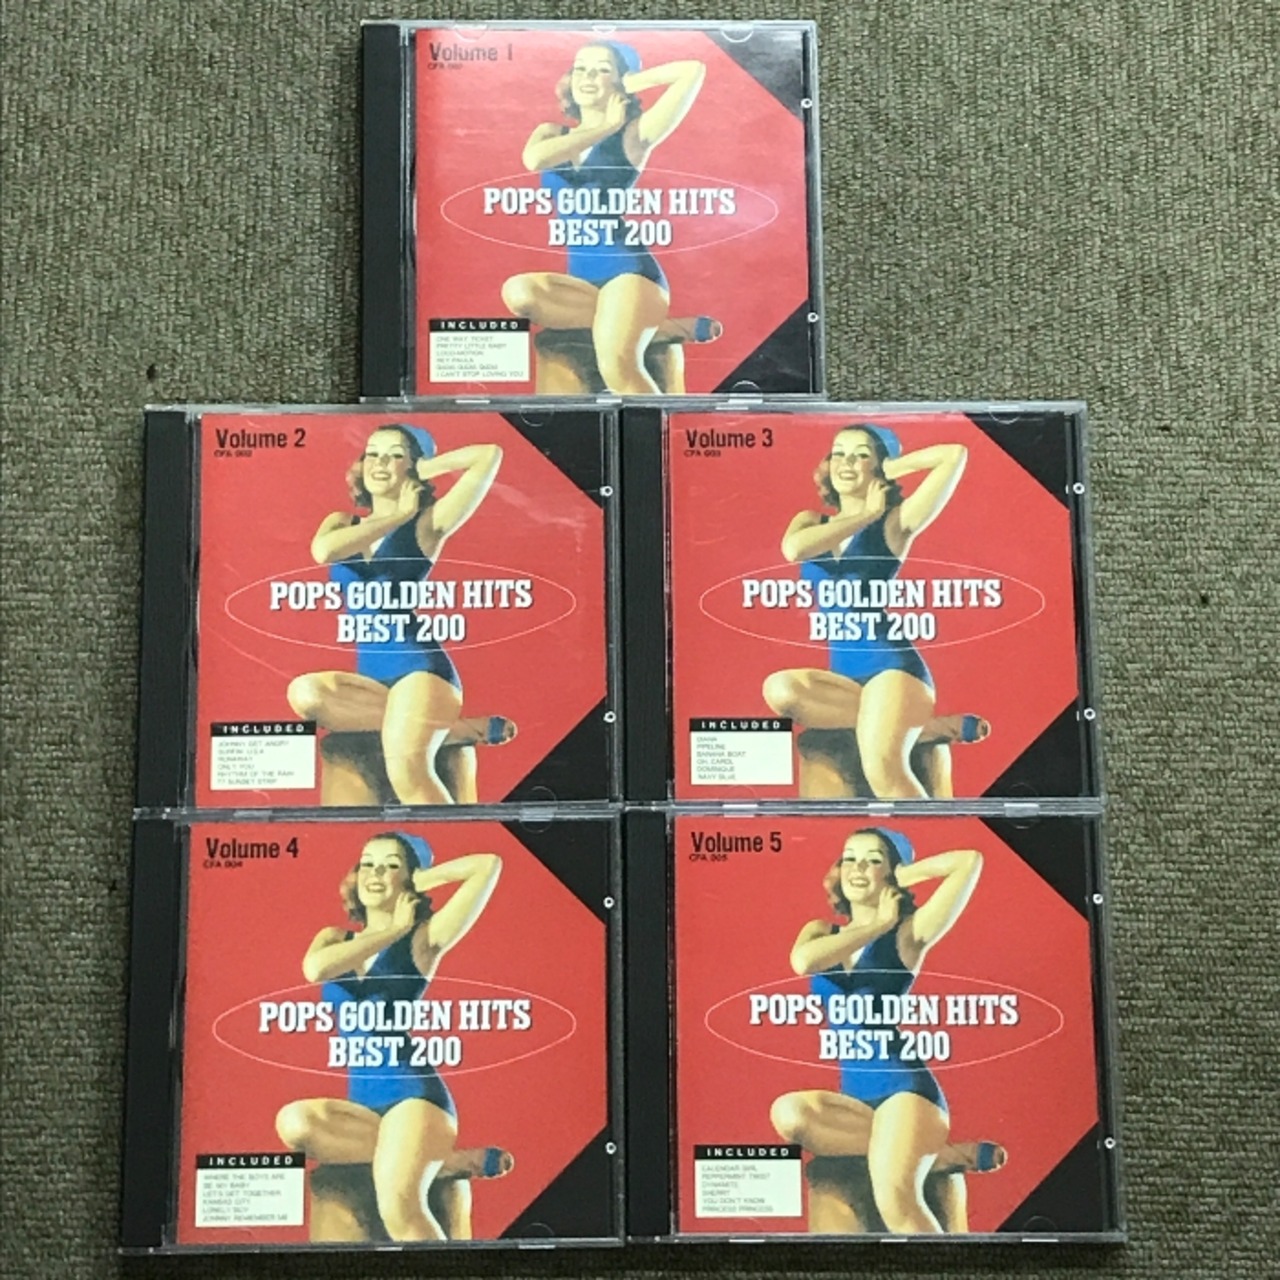 Volume 1
CFA 001
POPS GOLDEN HITS
BEST 200
INCLUDED
ONE WAY TICKET
PRETTY LITTLE BABY
LOCO-MOTION
HEY PAULA
I CAN'T STOP LOVING YOU
Volume 2
CFA 002
POPS GOLDEN HITS
BEST 200
INCLUDED
JOHNNY GET ANGRY
SURFIN' U.S.A
RUNAWAY
ONLY YOU
RHYTHM OF THE RAIN
77 SUNSET STRIP
Volume 3
CFA 003
POPS GOLDEN HITS
BEST 200
INCLUDED
DIANA
PIPELINE
BANANA BOAT
OH, CAROL
DOMINIQUE
NAVY BLUE
Volume 4
CFA 004
POPS GOLDEN HITS
BEST 200
INCLUDED
WHERE THE BOYS ARE
BE MY BABY
LET'S GET TOGETHER
KANSAS CITY
LONELY BOY
JOHNNY REMEMBER ME
Volume 5
CFA 005
POPS GOLDEN HITS
BEST 200
INCLUDED
CALENDAR GIRL
PEPPERMINT TWIST
DYNAMITE
SHERRY
YOU DON'T KNOW
PRINCESS PRINCESS